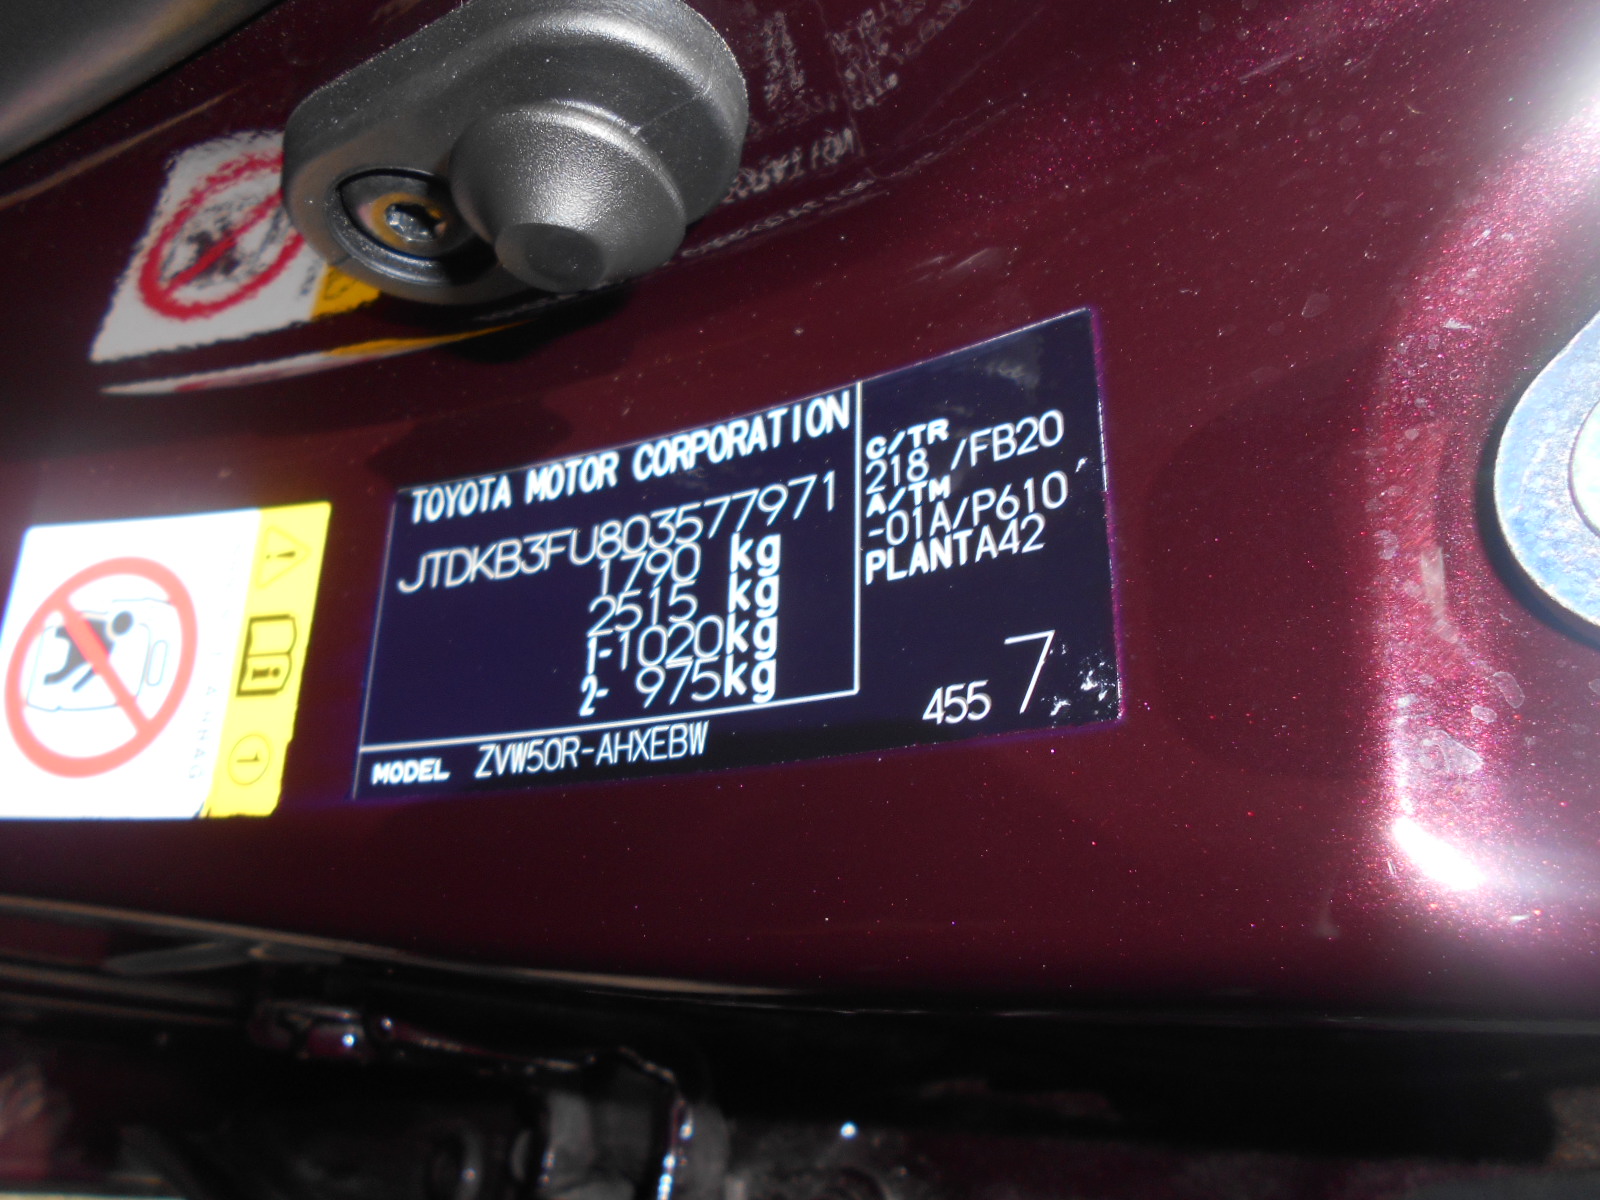 TOYOTA MOTOR CORPORATION
JTDKB3FU803577971
1790 kg
2515 kg
1-1020kg
2- 975kg
MODEL ZVW50R-AHXEBW
C/TR
218 /FB20
A/TM
-01A/P610
PLANTA42
455 7
1